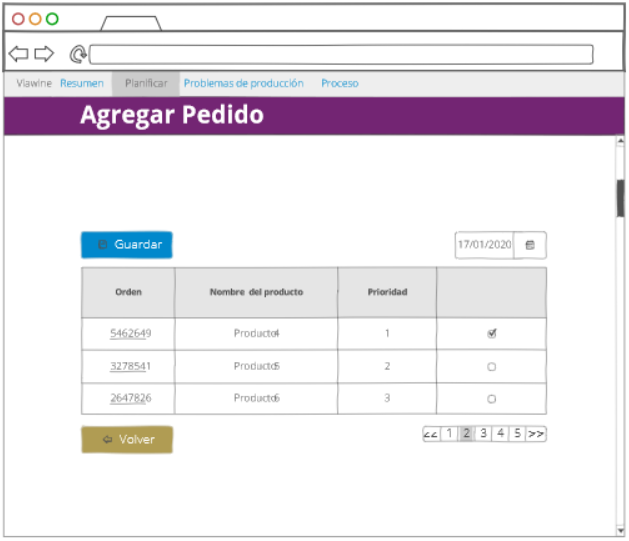 Viawine Resumen Planificar Problemas de producción Proceso
Agregar Pedido
Guardar 17/01/2020
Orden Nombre del producto Prioridad
5462649 Producto4 1
3278541 Producto5 2
2647826 Producto6 3
Volver << 1 2 3 4 5 >>